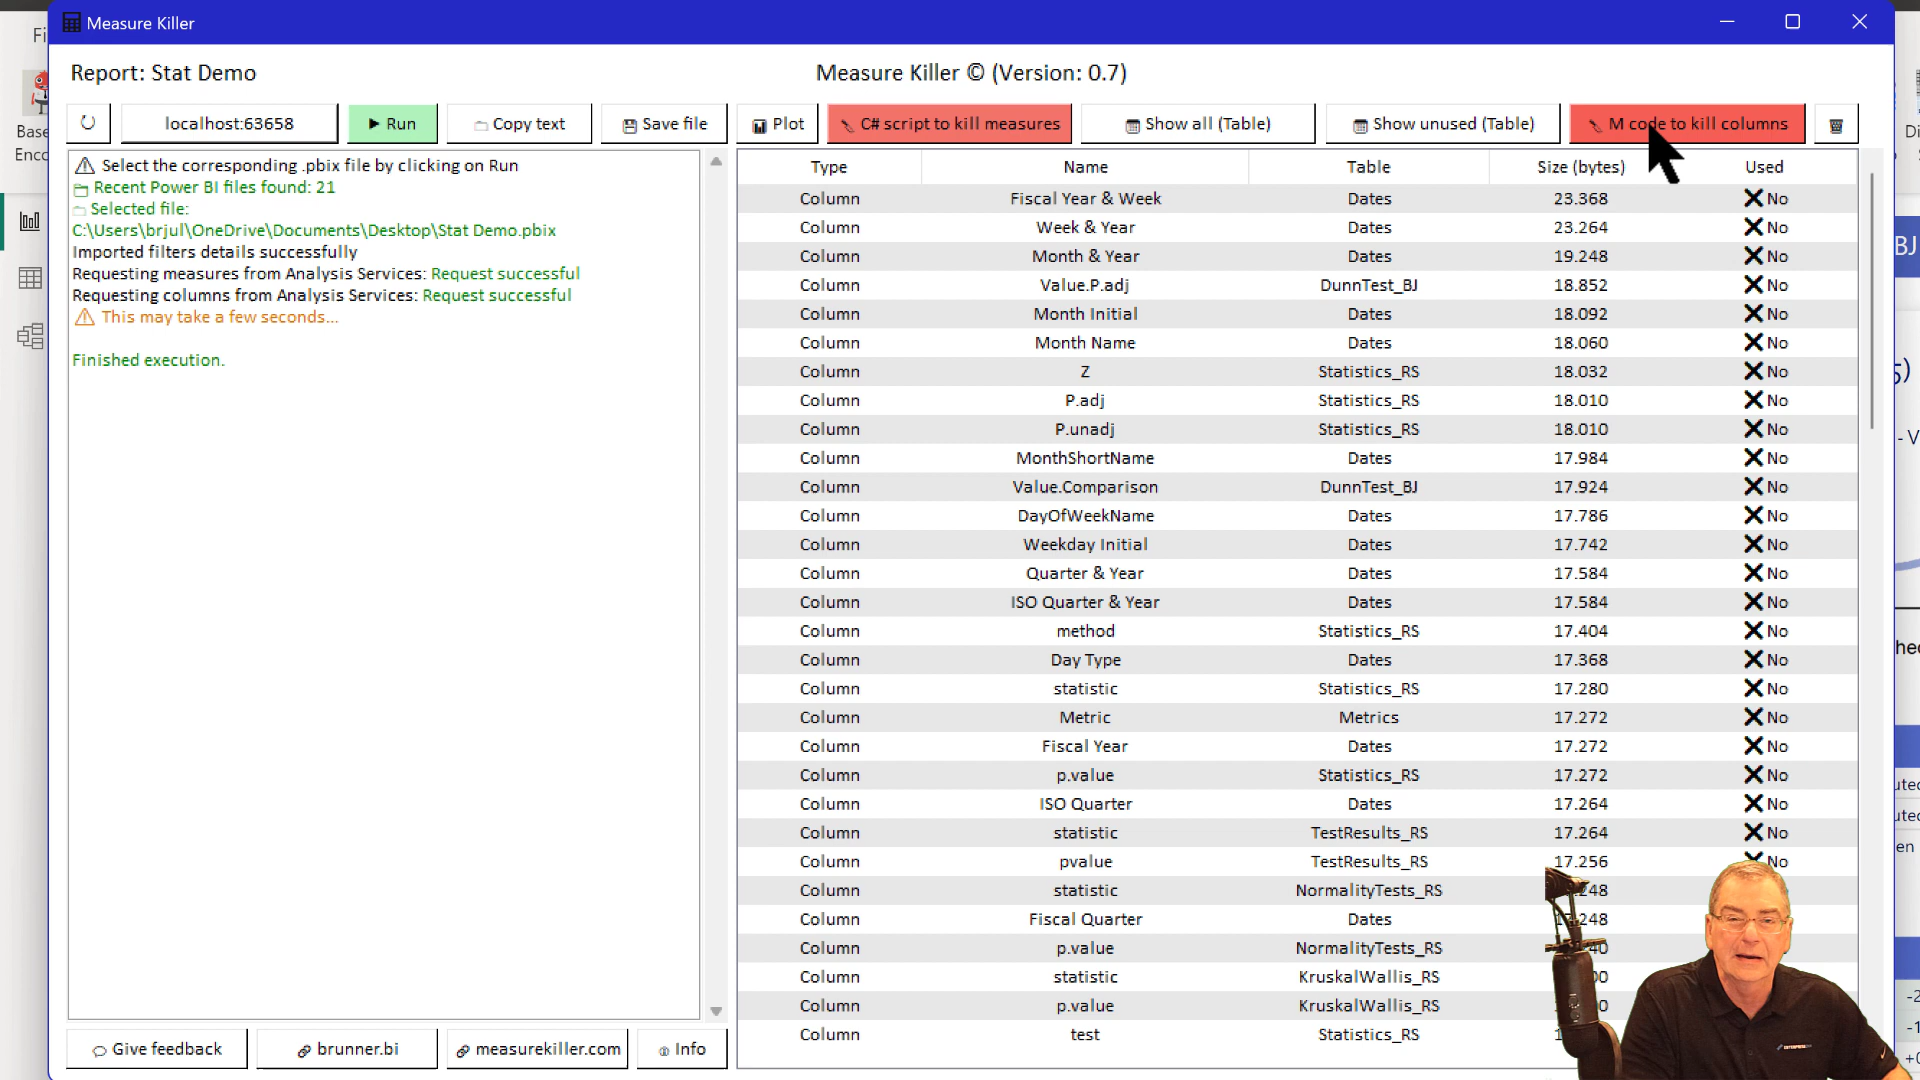 Measure Killer
Fi
Report: Stat Demo
Measure Killer © (Version: 0.7)
localhost:63658
Run
Copy text
Save file
Plot
C# script to kill measures
Show all (Table)
Show unused (Table)
M code to kill columns
Base
Enco
Select the corresponding .pbix file by clicking on Run
Recent Power BI files found: 21
Selected file:
C:\Users\brjul\OneDrive\Documents\Desktop\Stat Demo.pbix
Imported filters details successfully
Requesting measures from Analysis Services: Request successful
Requesting columns from Analysis Services: Request successful
This may take a few seconds...
Finished execution.
Type Name Table Size (bytes) Used
Column Fiscal Year & Week Dates 23.368 No
Column Week & Year Dates 23.264 No
Column Month & Year Dates 19.248 No
Column Value.P.adj DunnTest_BJ 18.852 No
Column Month Initial Dates 18.092 No
Column Month Name Dates 18.060 No
Column Z Statistics_RS 18.032 No
Column P.adj Statistics_RS 18.010 No
Column P.unadj Statistics_RS 18.010 No
Column MonthShortName Dates 17.984 No
Column Value.Comparison DunnTest_BJ 17.924 No
Column DayOfWeekName Dates 17.786 No
Column Weekday Initial Dates 17.742 No
Column Quarter & Year Dates 17.584 No
Column ISO Quarter & Year Dates 17.584 No
Column method Statistics_RS 17.404 No
Column Day Type Dates 17.368 No
Column statistic Statistics_RS 17.280 No
Column Metric Metrics 17.272 No
Column Fiscal Year Dates 17.272 No
Column p.value Statistics_RS 17.272 No
Column ISO Quarter Dates 17.264 No
Column statistic TestResults_RS 17.264 No
Column pvalue TestResults_RS 17.256 No
Column statistic NormalityTests_RS 248
Column Fiscal Quarter Dates 248
Column p.value NormalityTests_RS
Column statistic KruskalWallis_RS
Column p.value KruskalWallis_RS
Column test Statistics_RS
Give feedback
brunner.bi
measurekiller.com
Info
BJ